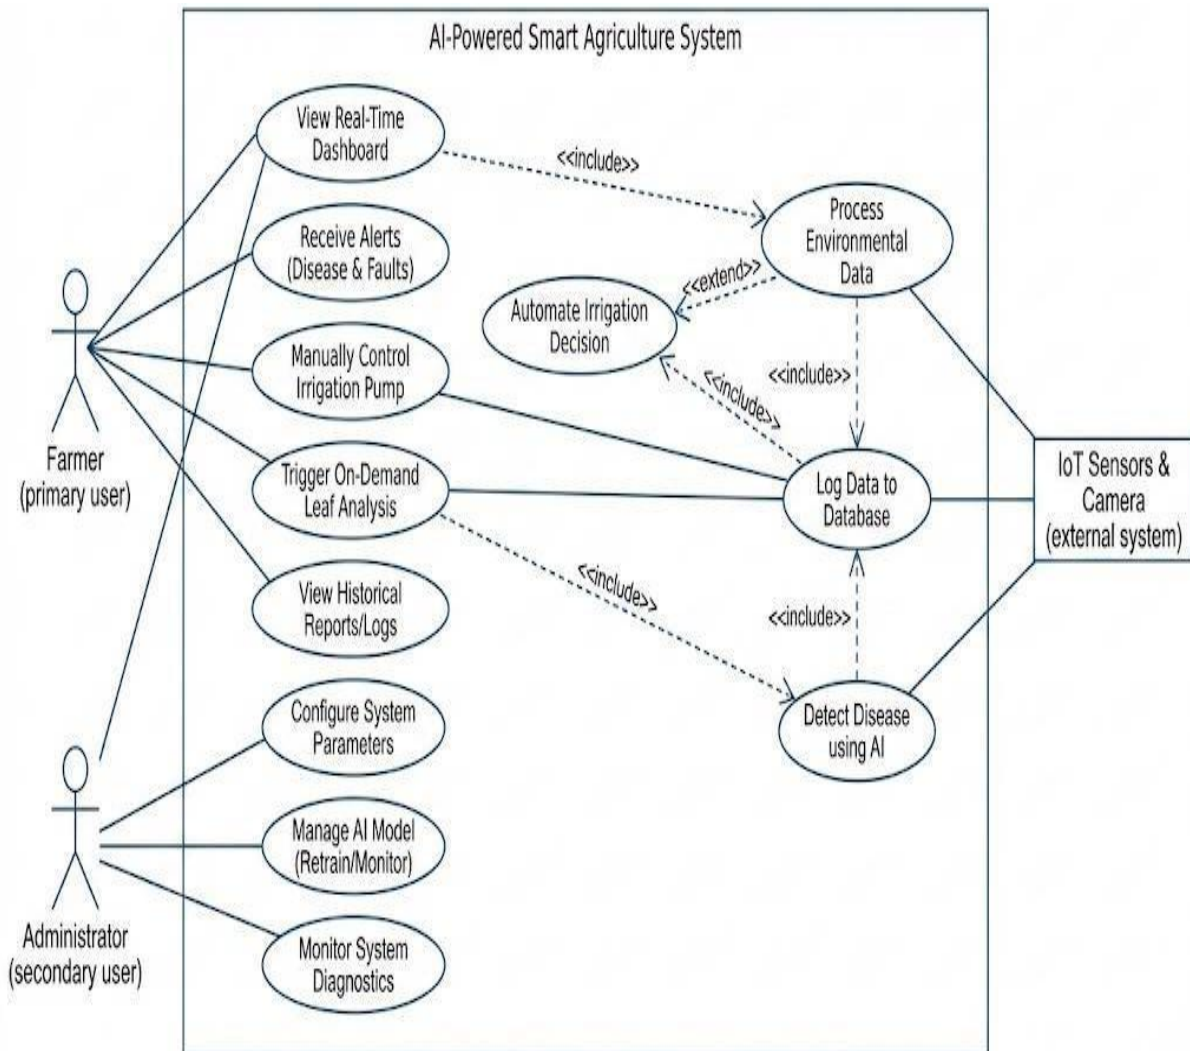 AI-Powered Smart Agriculture System
View Real-Time
Dashboard
<<include>>
Process
Environmental
Data
Receive Alerts
(Disease & Faults)
<<extend>>
Automate Irrigation
Decision
Manually Control
Irrigation Pump
<<include>>
<<include>>
Farmer
(primary user)
Trigger On-Demand
Leaf Analysis
Log Data to
Database
IoT Sensors &
Camera
(external system)
<<include>>
View Historical
Reports/Logs
<<include>>
Configure System
Parameters
Detect Disease
using AI
Manage AI Model
(Retrain/Monitor)
Administrator
(secondary user)
Monitor System
Diagnostics